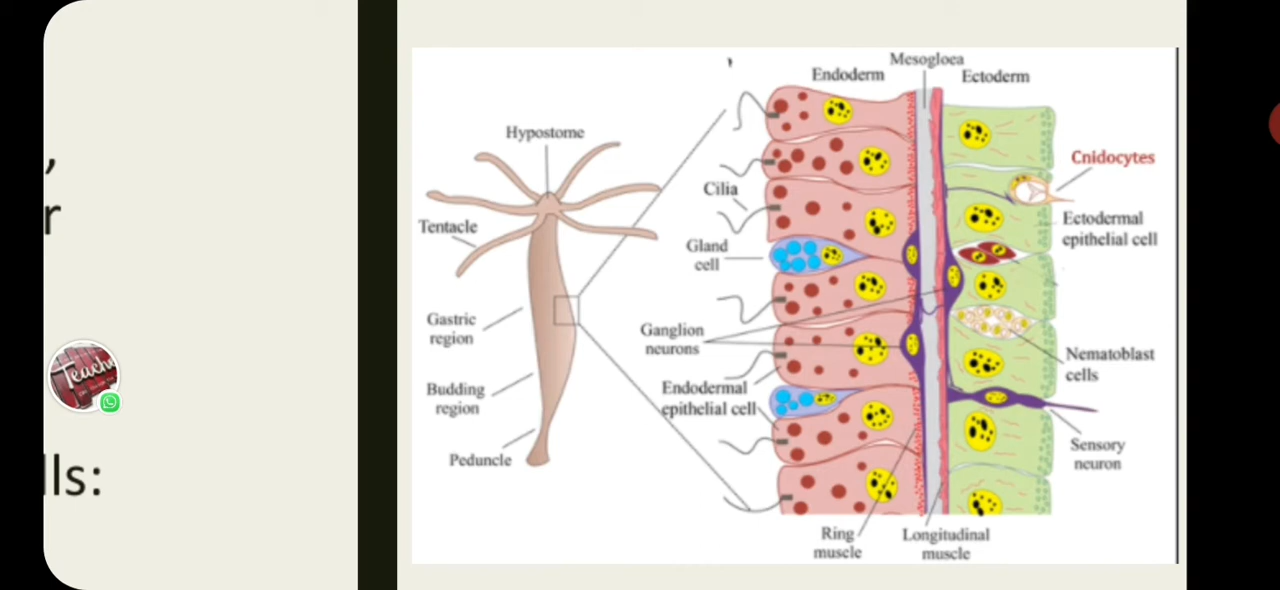 ,
r
lls:
Teache
Mesogloea
Endoderm
Ectoderm
Hypostome
Cnidocytes
Cilia
Tentacle
Ectodermal
epithelial cell
Gland
cell
Gastric
region
Ganglion
neurons
Nematoblast
cells
Endodermal
epithelial cell
Budding
region
Sensory
neuron
Peduncle
Ring
muscle
Longitudinal
muscle